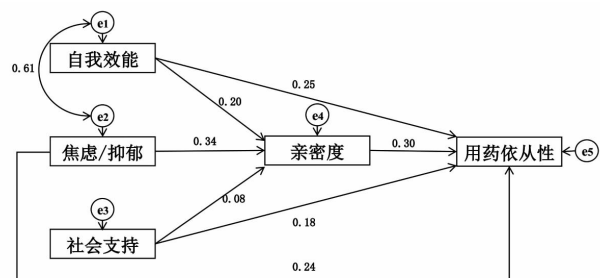 e1
自我效能
0.61
0.25
0.20
e2
e4
焦虑/抑郁
0.34
亲密度
0.30
用药依从性
e5
e3
0.08
社会支持
0.18
0.24